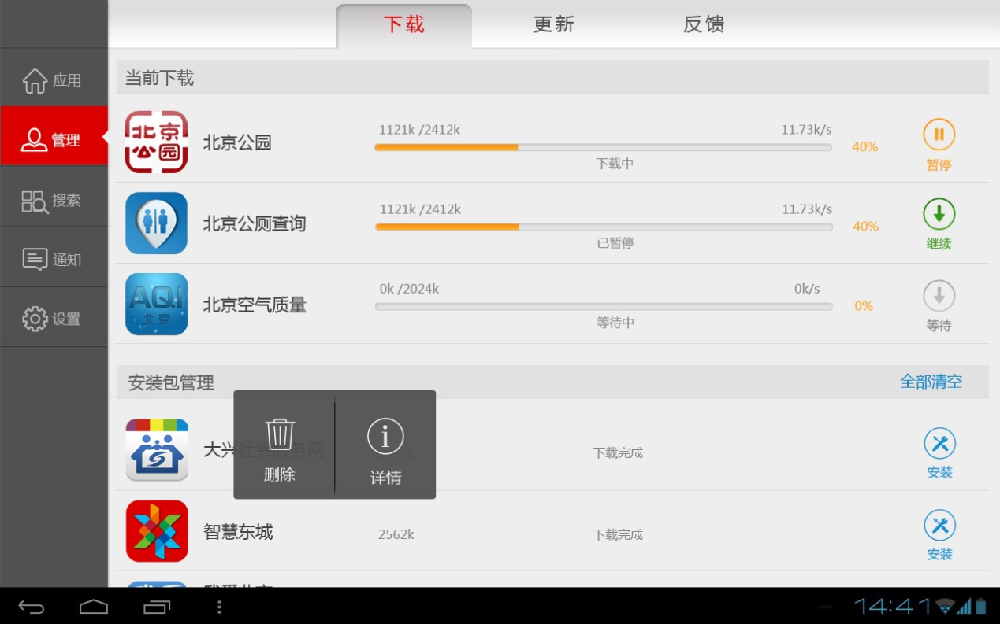 下载 更新 反馈
应用
管理
搜索
通知
设置
当前下载
北京公园
北京公园
1121k /2412k 11.73k/s
下载中
40%
暂停
北京公厕查询
1121k /2412k 11.73k/s
已暂停
40%
继续
AQI
北京
北京空气质量
0k /2024k 0k/s
等待中
0%
等待
安装包管理 全部清空
大兴社会服务网
删除 详情
下载完成
安装
智慧东城 2562k 下载完成
安装
14:41